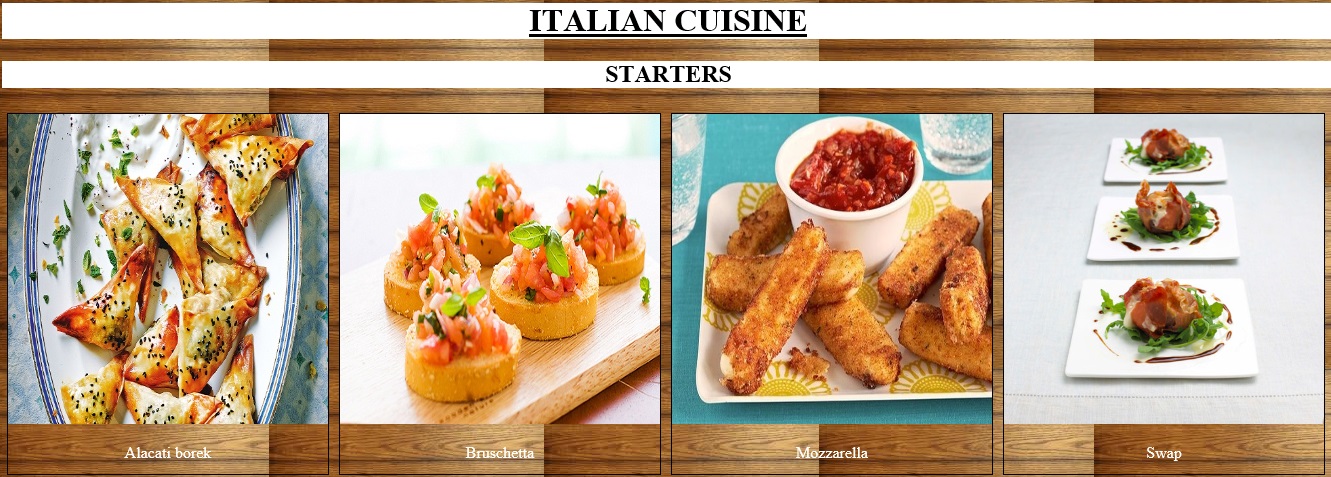 ITALIAN CUISINE
STARTERS
Alacati borek
Bruschetta
Mozzarella
Swap